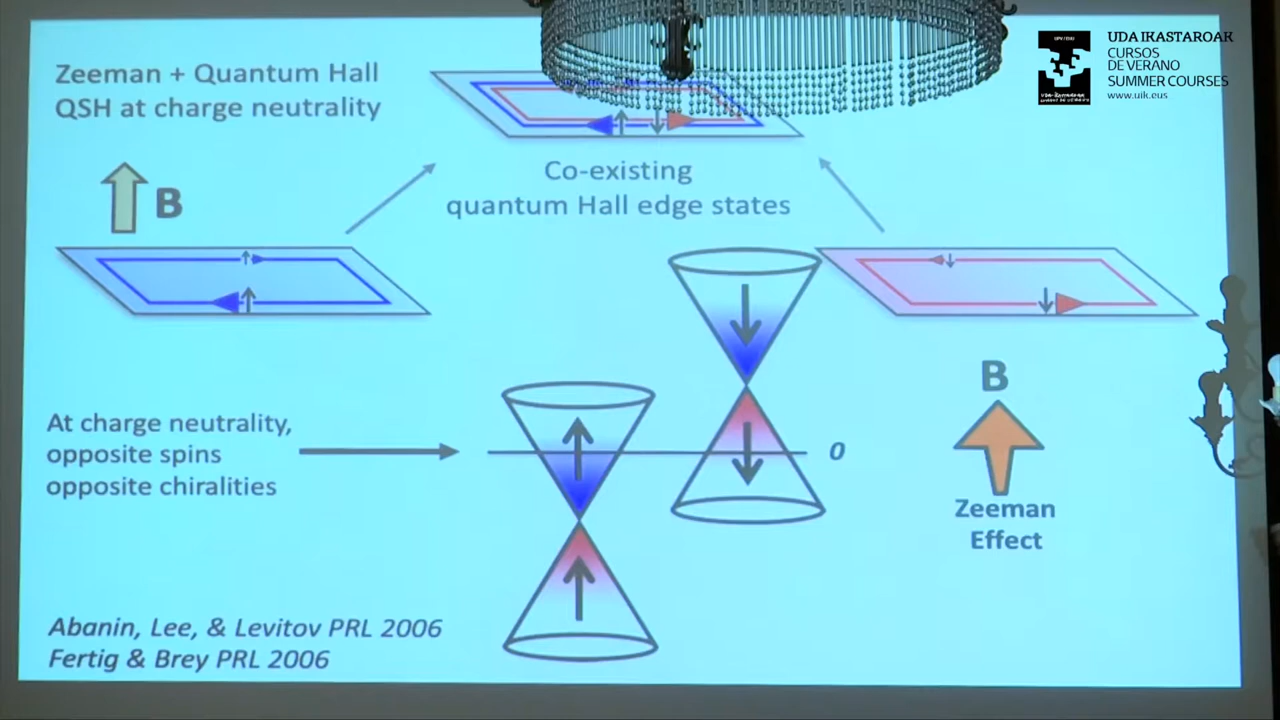 Zeeman + Quantum Hall
QSH at charge neutrality
B
Co-existing
quantum Hall edge states
At charge neutrality,
opposite spins
opposite chiralities
0
B
Zeeman
Effect
Abanin, Lee, & Levitov PRL 2006
Fertig & Brey PRL 2006
UDA IKASTAROAK
CURSOS
DE VERANO
SUMMER COURSES
www.uik.eus